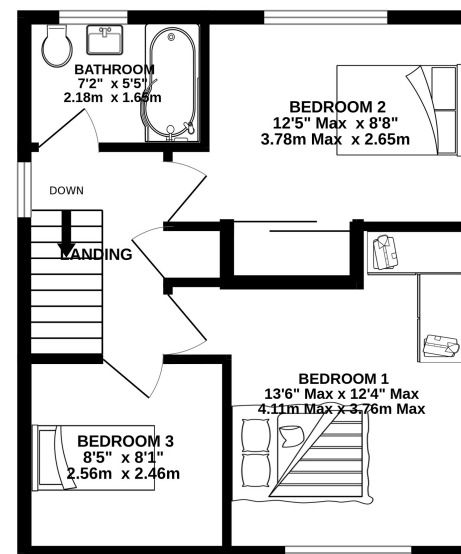 BATHROOM
7'2" x 5'5"
2.18m x 1.65m
BEDROOM 2
12'5" Max x 8'8"
3.78m Max x 2.65m
DOWN
LANDING
BEDROOM 1
13'6" Max x 12'4" Max
4.11m Max x 3.76m Max
BEDROOM 3
8'5" x 8'1"
2.56m x 2.46m